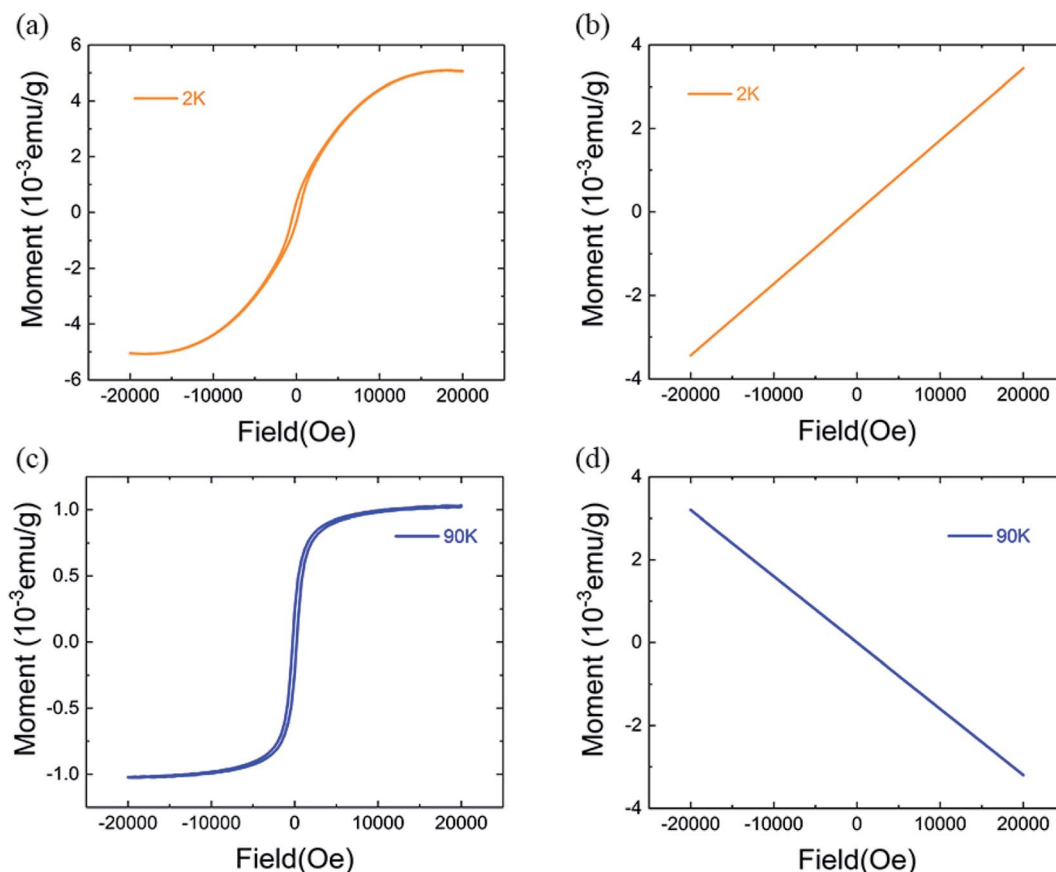 (a)
6
4
2
0
-2
-4
-6
Moment (10-3emu/g)
2K
-20000 -10000 0 10000 20000
Field(Oe)
(b)
4
2
0
-2
-4
Moment (10-3emu/g)
2K
-20000 -10000 0 10000 20000
Field(Oe)
(c)
1.0
0.5
0.0
-0.5
-1.0
Moment (10-3emu/g)
90K
-20000 -10000 0 10000 20000
Field(Oe)
(d)
4
2
0
-2
-4
Moment (10-3emu/g)
90K
-20000 -10000 0 10000 20000
Field(Oe)